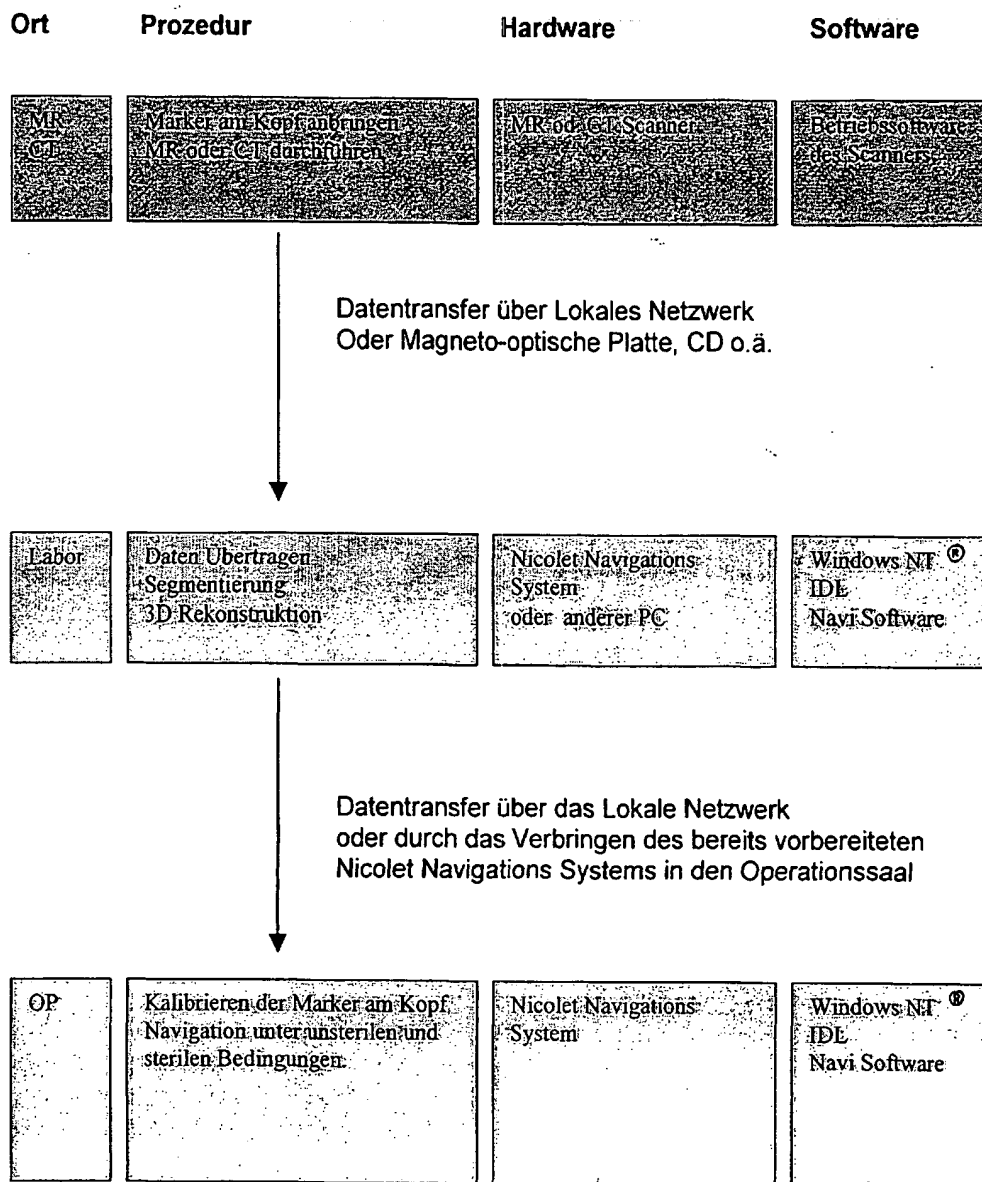 Ort Prozedur Hardware Software
MR
CT
Marker am Kopf anbringen
MR oder CT durchführen
MR od. CT Scanner
Betriebssoftware
des Scanners
Datentransfer über Lokales Netzwerk
Oder Magneto-optische Platte, CD o.ä.
Labor
Daten Übertragen
Segmentierung
3D Rekonstruktion
Nicolet Navigations
System
oder anderer PC
Windows NT ®
IDL
Navi Software
Datentransfer über das Lokale Netzwerk
oder durch das Verbringen des bereits vorbereiteten
Nicolet Navigations Systems in den Operationssaal
OP
Kalibrieren der Marker am Kopf
Navigation unter unsterilen und
sterilen Bedingungen.
Nicolet Navigations
System
Windows NT ®
IDL
Navi Software